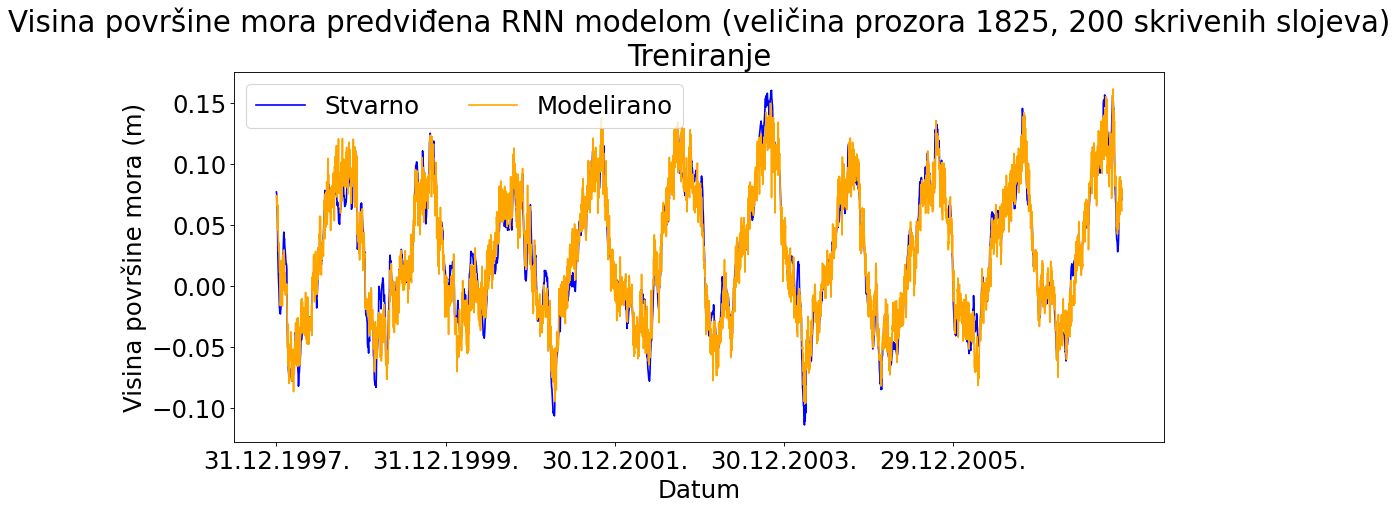 Visina površine mora predviđena RNN modelom (veličina prozora 1825, 200 skrivenih slojeva)
Treniranje
Stvarno Modelirano
Visina površine mora (m)
0.15
0.10
0.05
0.00
−0.05
−0.10
31.12.1997. 31.12.1999. 30.12.2001. 30.12.2003. 29.12.2005.
Datum